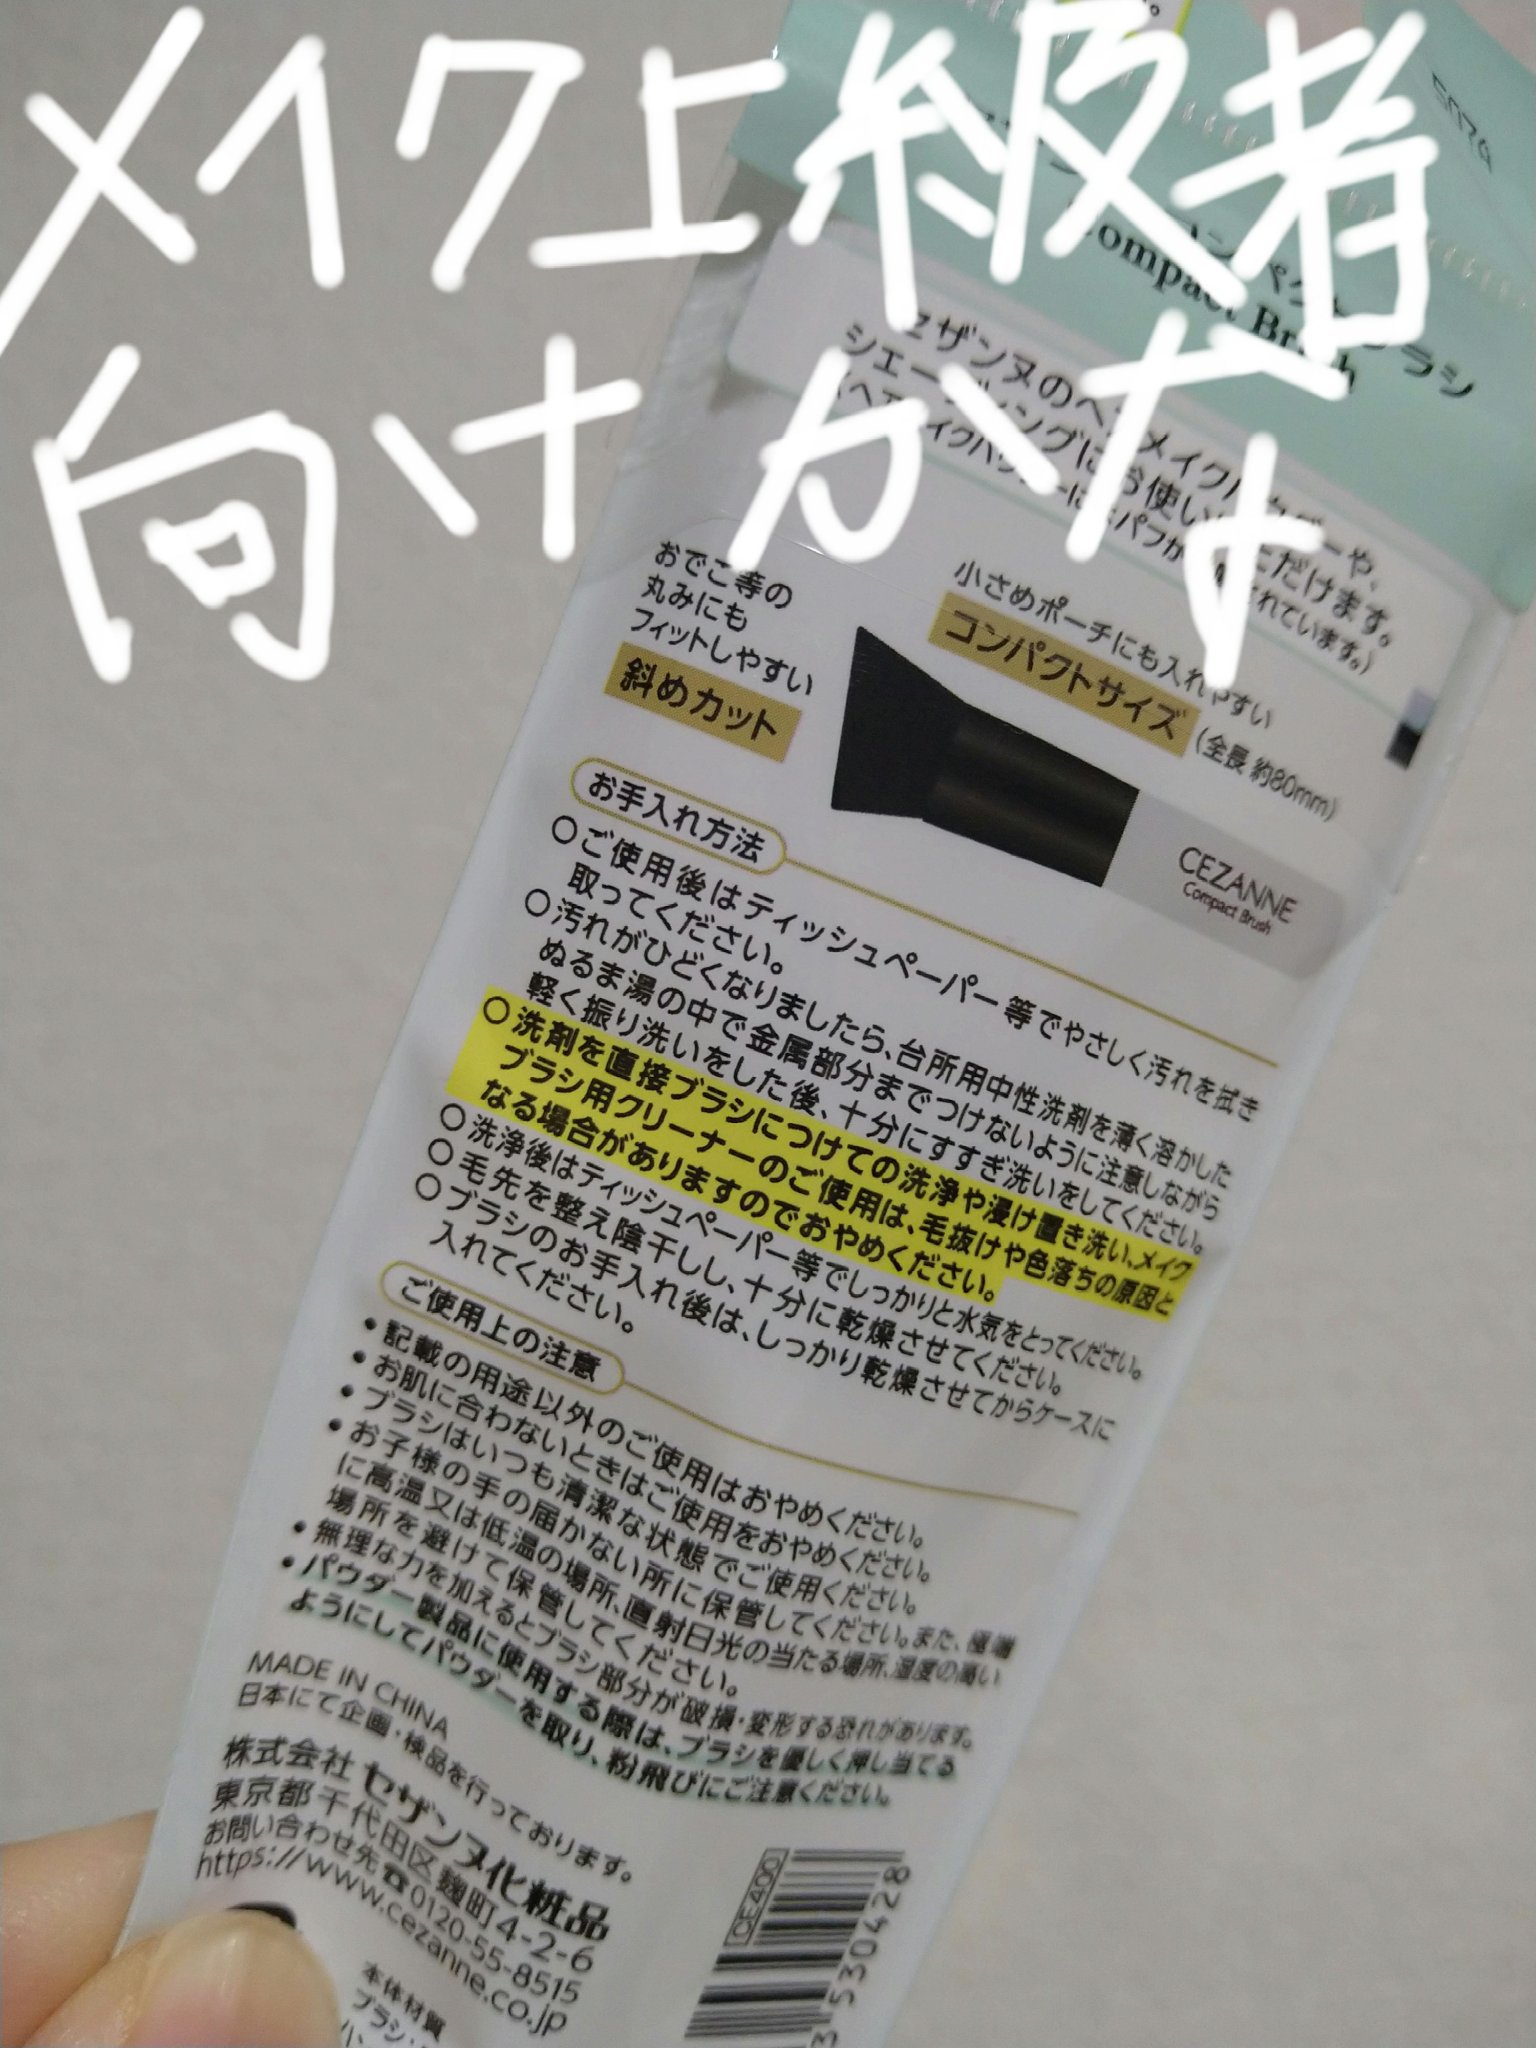 メイク上級者
向けかな
cma
コンパクトブラシ
Compact Brush
セザンヌのヘアメイクパウダーや、
シェーディングにお使いいただけます。
おでこ等の
丸みにも
フィットしやすい
斜めカット
小さめポーチにも入れやすい
コンパクトサイズ
(全長 約80mm)
CEZANNE
Compact Brush
お手入れ方法
○ご使用後はティッシュペーパー等でやさしく汚れを拭き
取ってください。
○汚れがひどくなりましたら、台所用中性洗剤を薄く溶かした
ぬるま湯の中で金属部分までつけないように注意しながら
軽く振り洗いをした後、十分にすすぎ洗いをしてください。
○洗剤を直接ブラシにつけての洗浄や浸け置き洗い、メイク
ブラシ用クリーナーのご使用は、毛抜けや色落ちの原因と
なる場合がありますのでおやめください。
○洗浄後はティッシュペーパー等でしっかりと水気をとってください。
○毛先を整え陰干しし、十分に乾燥させてください。
○ブラシのお手入れ後は、しっかり乾燥させてからケースに
入れてください。
ご使用上の注意
●記載の用途以外のご使用はおやめください。
●お肌に合わないときはご使用をおやめください。
●ブラシはいつも清潔な状態でご使用ください。
●お子様の手の届かない所に保管してください。また、極端
に高温又は低温の場所、直射日光の当たる場所、湿度の高い
場所を避けて保管してください。
●無理な力を加えるとブラシ部分が破損・変形する恐れがあります。
●パウダー製品に使用する際は、ブラシを優しく押し当てる
ようにしてパウダーを取り、粉飛びにご注意ください。
MADE IN CHINA
日本にて企画・検品を行っております。
株式会社 セザンヌ化粧品
東京都千代田区麹町4-2-6
お問い合わせ先☎0120-55-8515
https://www.cezanne.co.jp
本体材質
ブラシ
CE400
3 530428